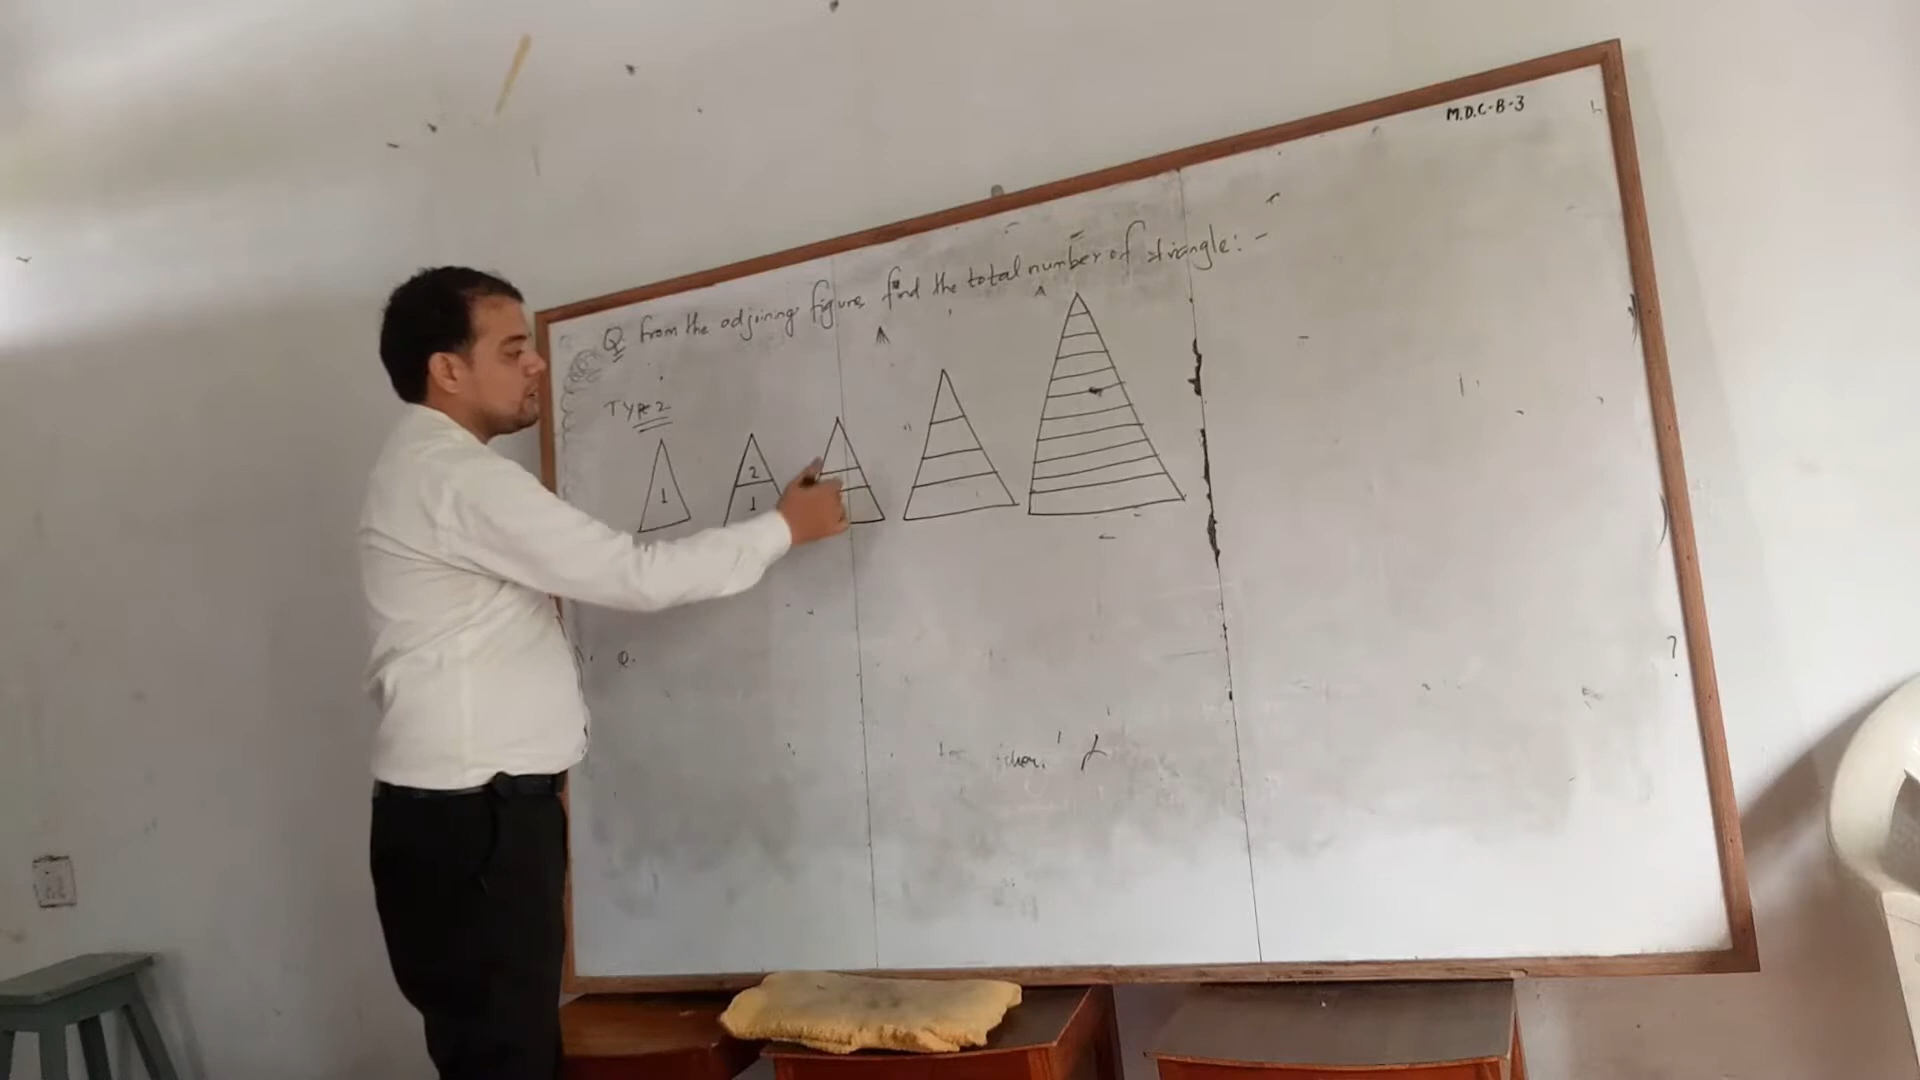 M.D.C-B-3
Q from the adjoining figure find the total number of triangle:-
TYPE 2
1
2
1